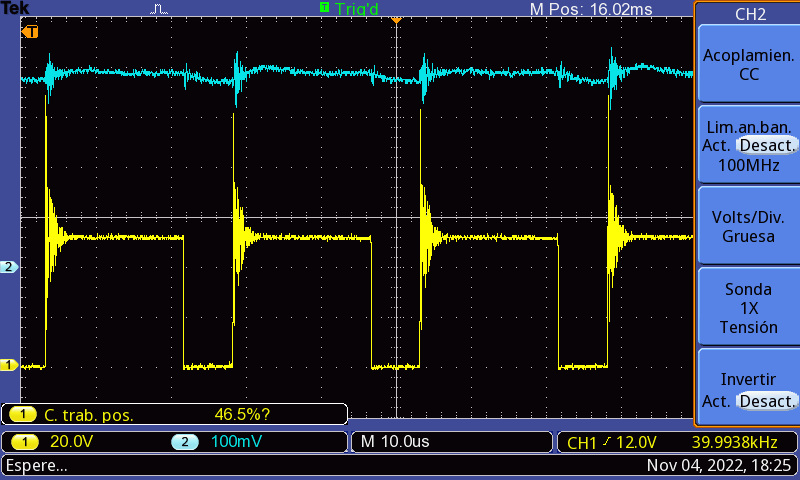 Tek
T Trig'd
M Pos: 16.02ms
CH2
T
Acoplamien.
CC
Lim.an.ban.
Act. Desact.
100MHz
Volts/Div.
Gruesa
2
Sonda
1X
Tensión
1
Invertir
Act. Desact.
1 C. trab. pos. 46.5%?
1 20.0V 2 100mV M 10.0us CH1 12.0V 39.9938kHz
Espere... Nov 04, 2022, 18:25